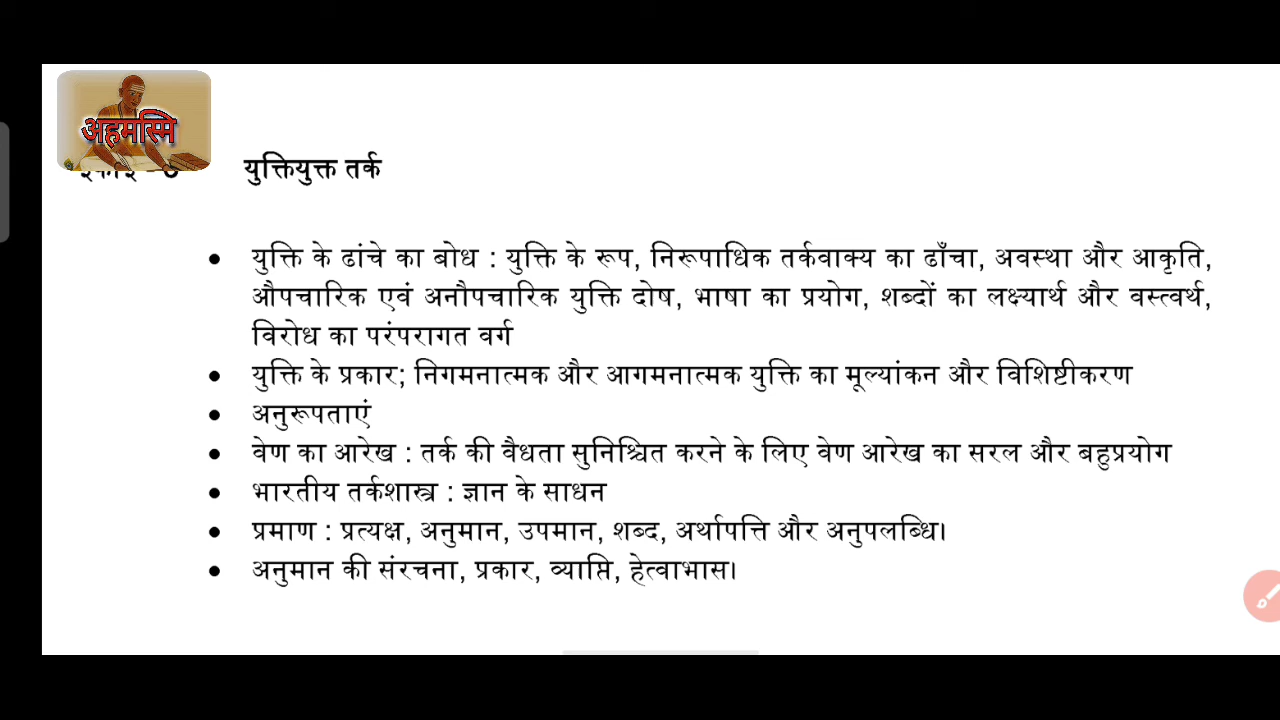 अहमस्मि
युक्तियुक्त तर्क
• युक्ति के ढांचे का बोध : युक्ति के रूप, निरूपाधिक तर्कवाक्य का ढाँचा, अवस्था और आकृति,
औपचारिक एवं अनौपचारिक युक्ति दोष, भाषा का प्रयोग, शब्दों का लक्ष्यार्थ और वस्त्वर्थ,
विरोध का परंपरागत वर्ग
• युक्ति के प्रकार; निगमनात्मक और आगमनात्मक युक्ति का मूल्यांकन और विशिष्टीकरण
• अनुरूपताएं
• वेण का आरेख : तर्क की वैधता सुनिश्चित करने के लिए वेण आरेख का सरल और बहुप्रयोग
• भारतीय तर्कशास्त्र : ज्ञान के साधन
• प्रमाण : प्रत्यक्ष, अनुमान, उपमान, शब्द, अर्थापत्ति और अनुपलब्धि।
• अनुमान की संरचना, प्रकार, व्याप्ति, हेत्वाभास।